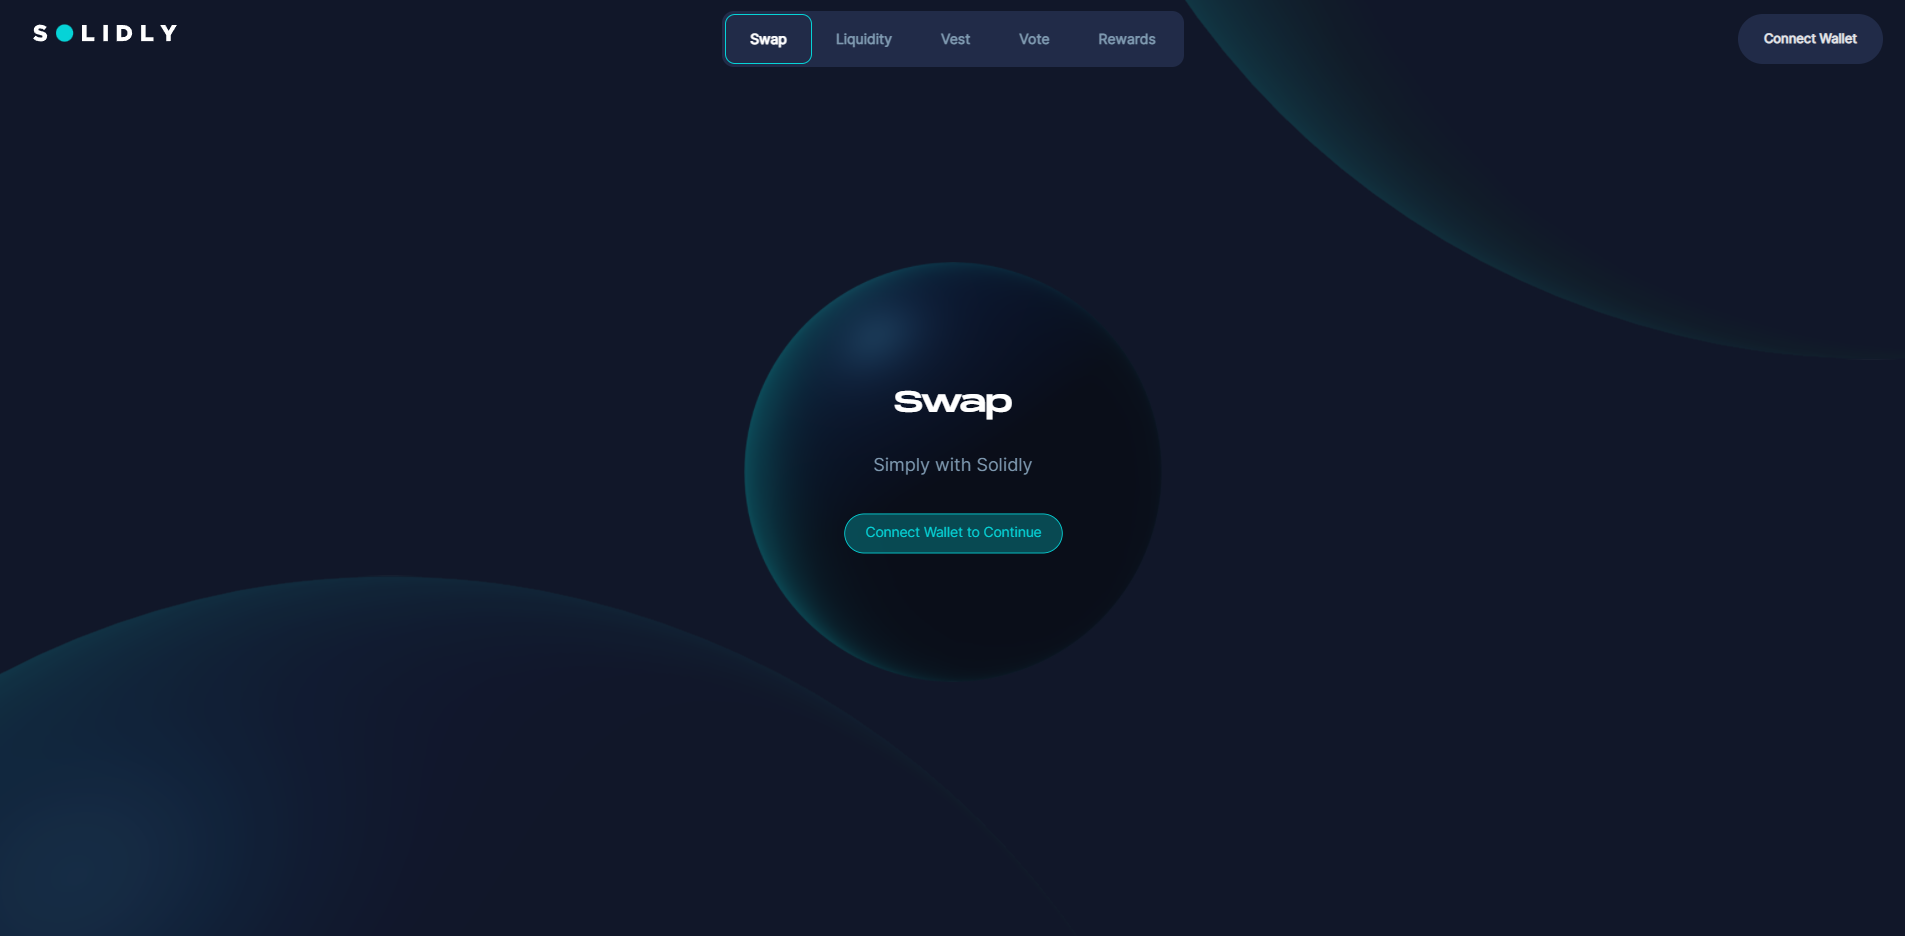 SOLIDLY
Swap Liquidity Vest Vote Rewards
Connect Wallet
Swap
Simply with Solidly
Connect Wallet to Continue